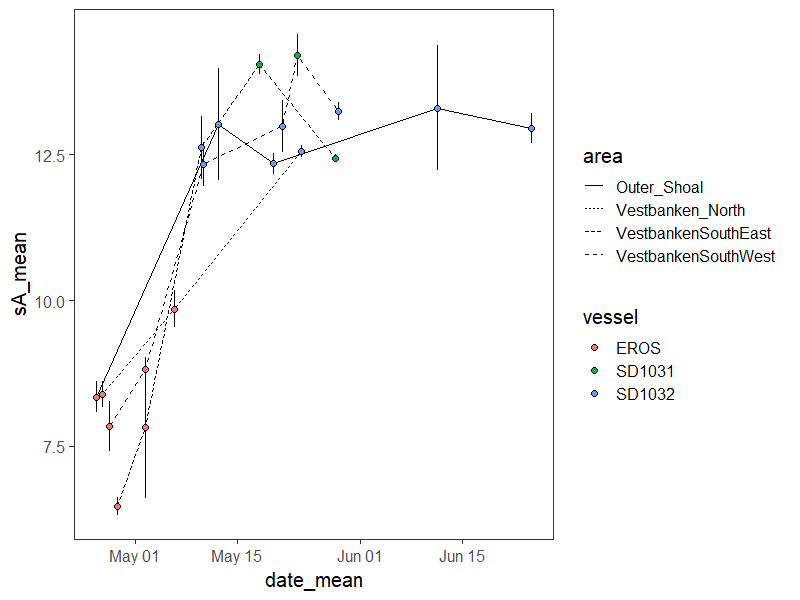 12.5
10.0
7.5
sA_mean
May 01
May 15
Jun 01
Jun 15
date_mean
area
Outer_Shoal
Vestbanken_North
VestbankenSouthEast
VestbankenSouthWest
vessel
EROS
SD1031
SD1032